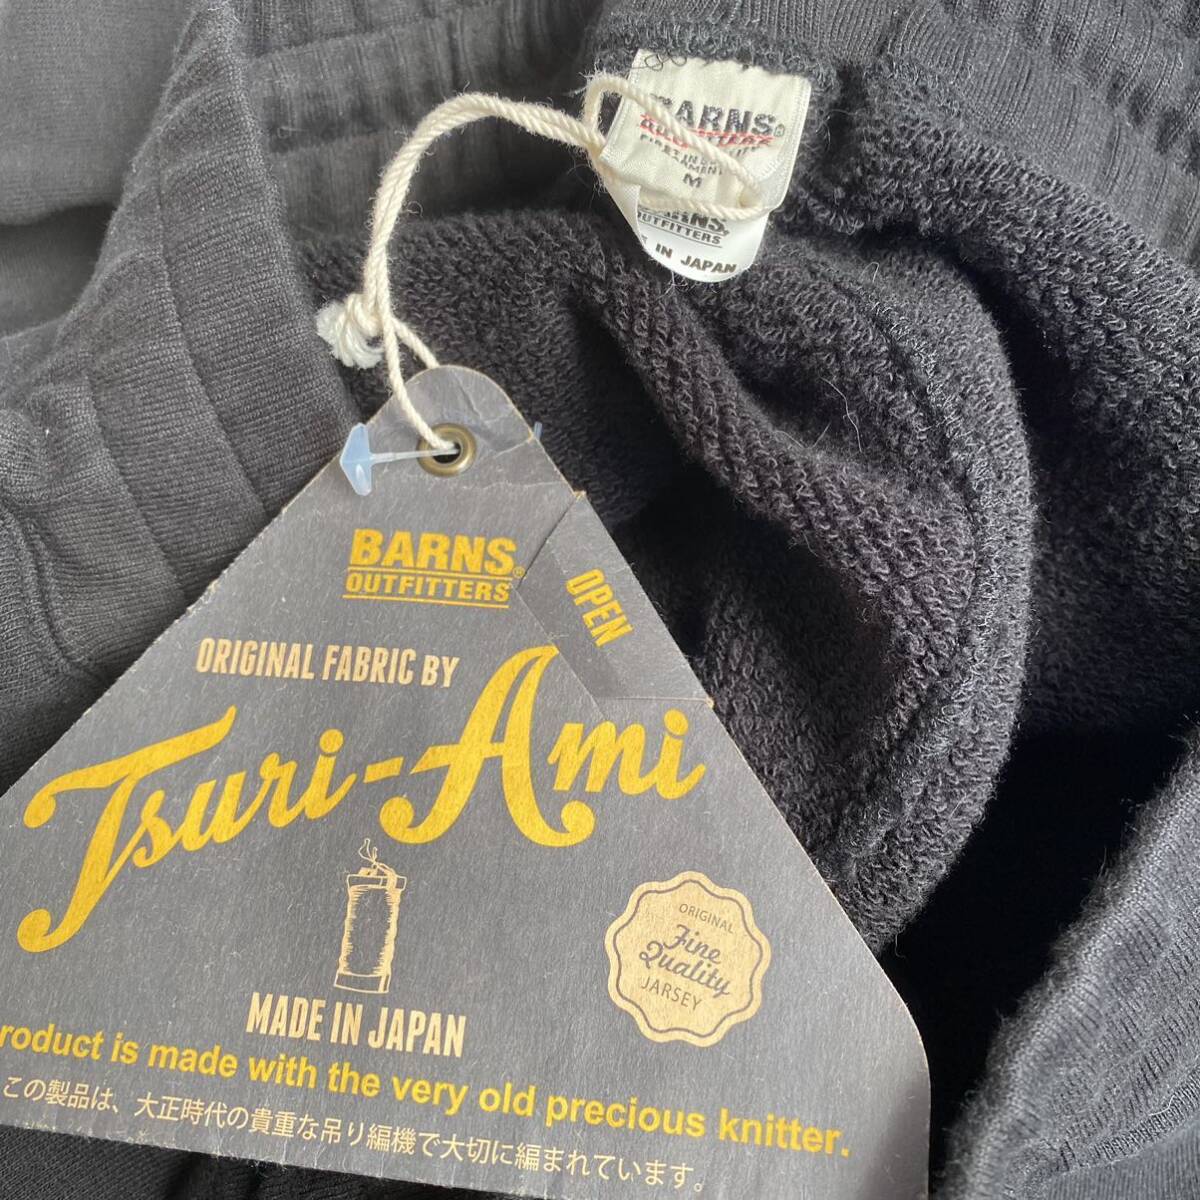 BARNS
OUTFITTERS
M
OUTFITTERS
IN JAPAN
BARNS®
OUTFITTERS
OPEN
ORIGINAL FABRIC BY
Tsuri-Ami
ORIGINAL
Fine
Quality
JARSEY
MADE IN JAPAN
roduct is made with the very old precious knitter.
この製品は、大正時代の貴重な吊り編機で大切に編まれています。